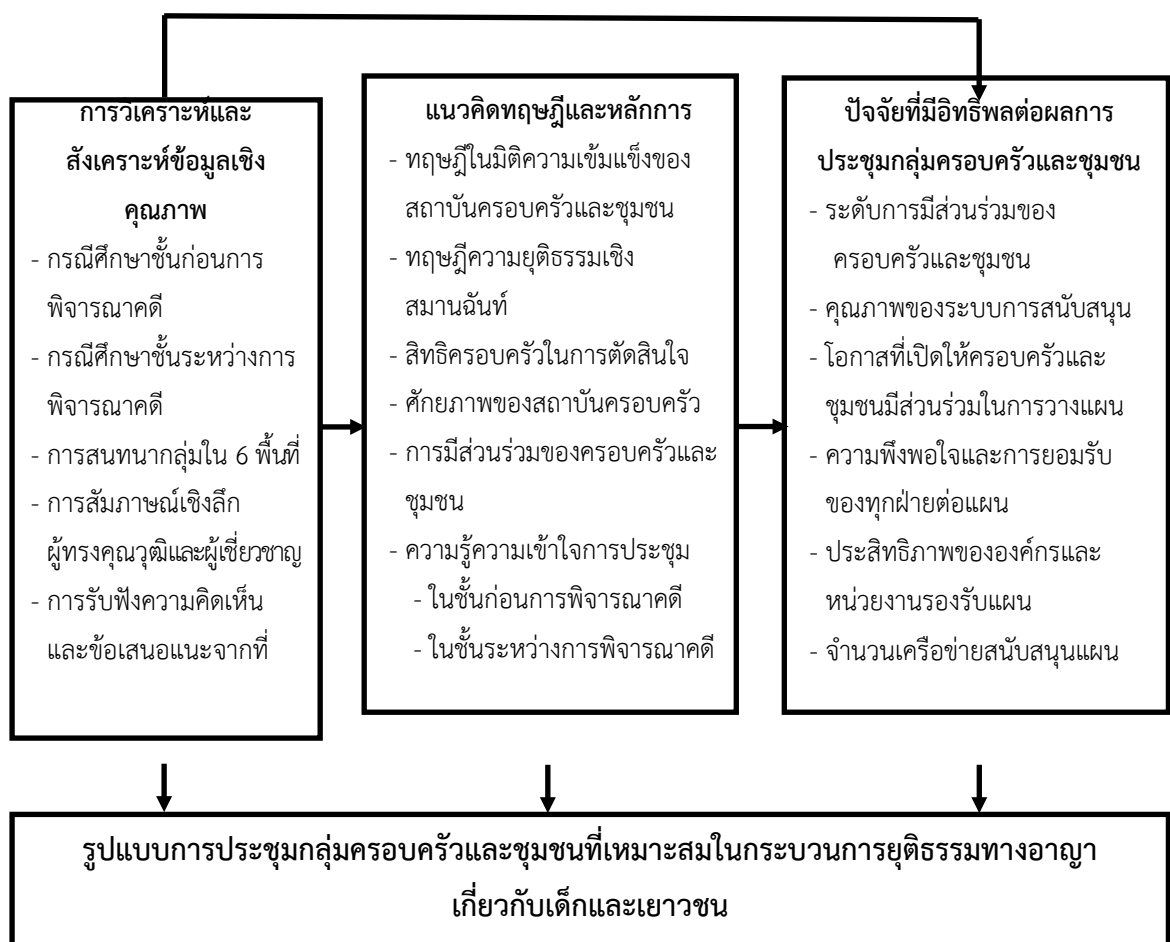 การวิเคราะห์และ
สังเคราะห์ข้อมูลเชิง
คุณภาพ
- กรณีศึกษาชั้นก่อนการ
พิจารณาคดี
- กรณีศึกษาชั้นระหว่างการ
พิจารณาคดี
- การสนทนากลุ่มใน 6 พื้นที่
- การสัมภาษณ์เชิงลึก
ผู้ทรงคุณวุฒิและผู้เชี่ยวชาญ
- การรับฟังความคิดเห็น
และข้อเสนอแนะจากที่
แนวคิดทฤษฎีและหลักการ
- ทฤษฎีในมิติความเข้มแข็งของ
สถาบันครอบครัวและชุมชน
- ทฤษฎีความยุติธรรมเชิง
สมานฉันท์
- สิทธิครอบครัวในการตัดสินใจ
- ศักยภาพของสถาบันครอบครัว
- การมีส่วนร่วมของครอบครัวและ
ชุมชน
- ความรู้ความเข้าใจการประชุม
- ในชั้นก่อนการพิจารณาคดี
- ในชั้นระหว่างการพิจารณาคดี
ปัจจัยที่มีอิทธิพลต่อผลการ
ประชุมกลุ่มครอบครัวและชุมชน
- ระดับการมีส่วนร่วมของ
ครอบครัวและชุมชน
- คุณภาพของระบบการสนับสนุน
- โอกาสที่เปิดให้ครอบครัวและ
ชุมชนมีส่วนร่วมในการวางแผน
- ความพึงพอใจและการยอมรับ
ของทุกฝ่ายต่อแผน
- ประสิทธิภาพขององค์กรและ
หน่วยงานรองรับแผน
- จำนวนเครือข่ายสนับสนุนแผน
รูปแบบการประชุมกลุ่มครอบครัวและชุมชนที่เหมาะสมในกระบวนการยุติธรรมทางอาญา
เกี่ยวกับเด็กและเยาวชน